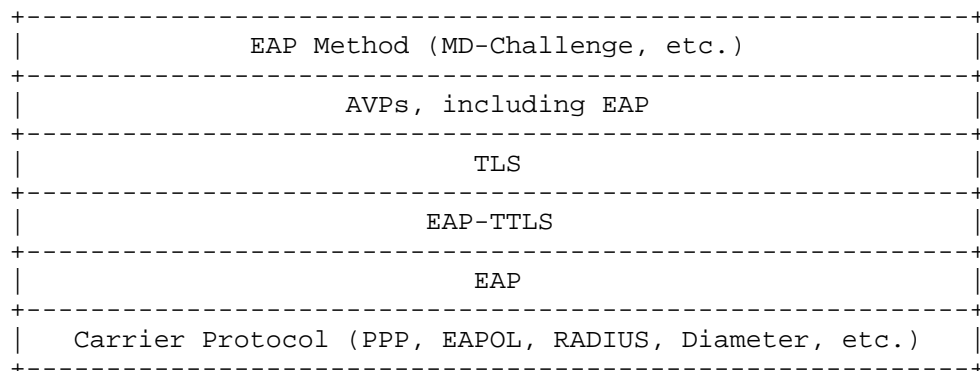 EAP Method (MD-Challenge, etc.)
AVPs, including EAP
TLS
EAP-TTLS
EAP
Carrier Protocol (PPP, EAPOL, RADIUS, Diameter, etc.)